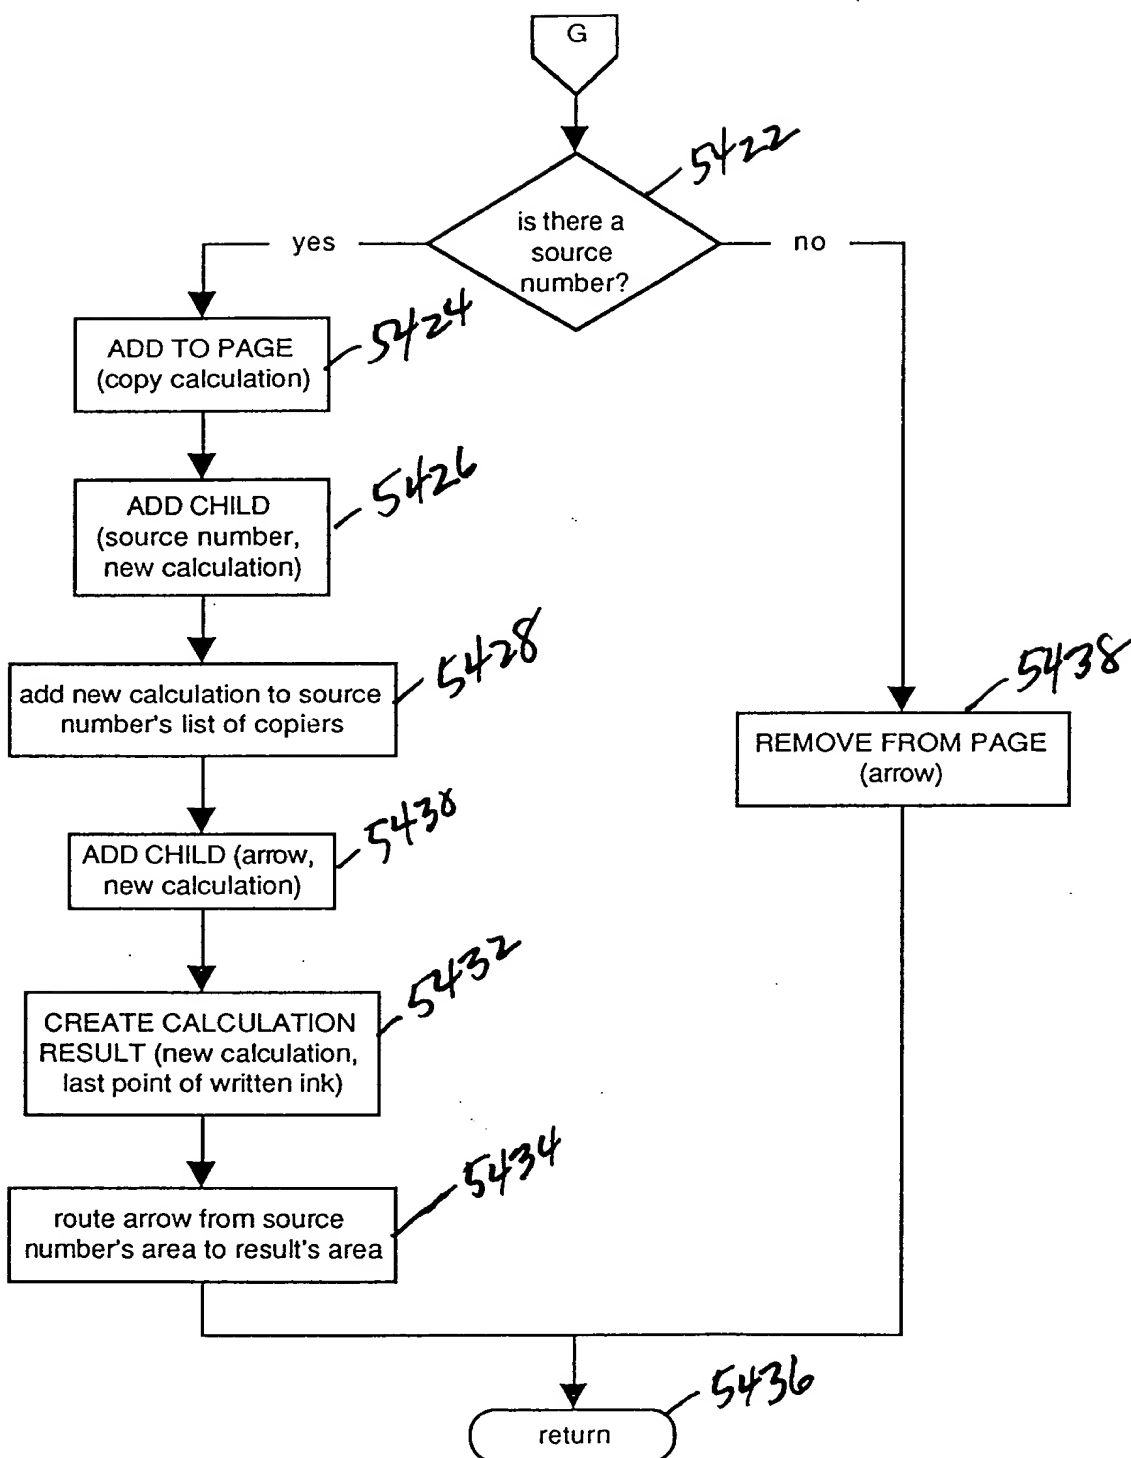 G
5422
is there a
source
number?
yes
no
5424
ADD TO PAGE
(copy calculation)
5426
ADD CHILD
(source number,
new calculation)
5428
add new calculation to source
number's list of copiers
5438
REMOVE FROM PAGE
(arrow)
5430
ADD CHILD (arrow,
new calculation)
5432
CREATE CALCULATION
RESULT (new calculation,
last point of written ink)
5434
route arrow from source
number's area to result's area
5436
return